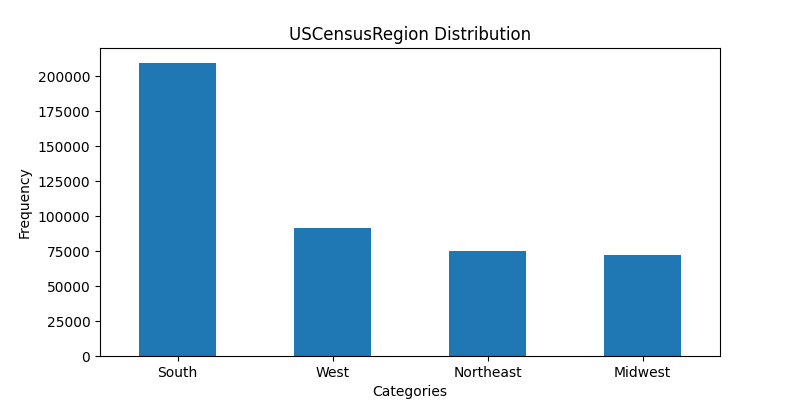 USCensusRegion Distribution
200000
175000
150000
125000
100000
75000
50000
25000
0
Frequency
South West Northeast Midwest
Categories